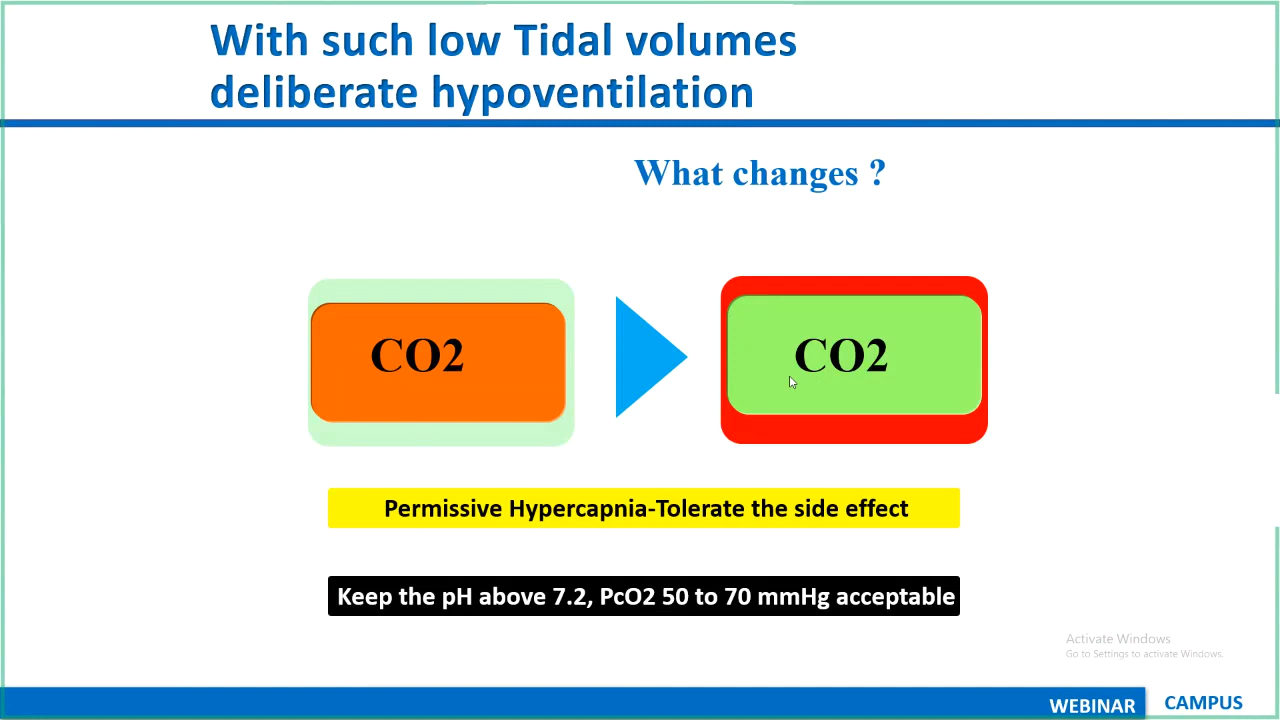 With such low Tidal volumes
deliberate hypoventilation
What changes ?
CO2
CO2
Permissive Hypercapnia-Tolerate the side effect
Keep the pH above 7.2, PcO2 50 to 70 mmHg acceptable
Activate Windows
Go to Settings to activate Windows.
WEBINAR CAMPUS